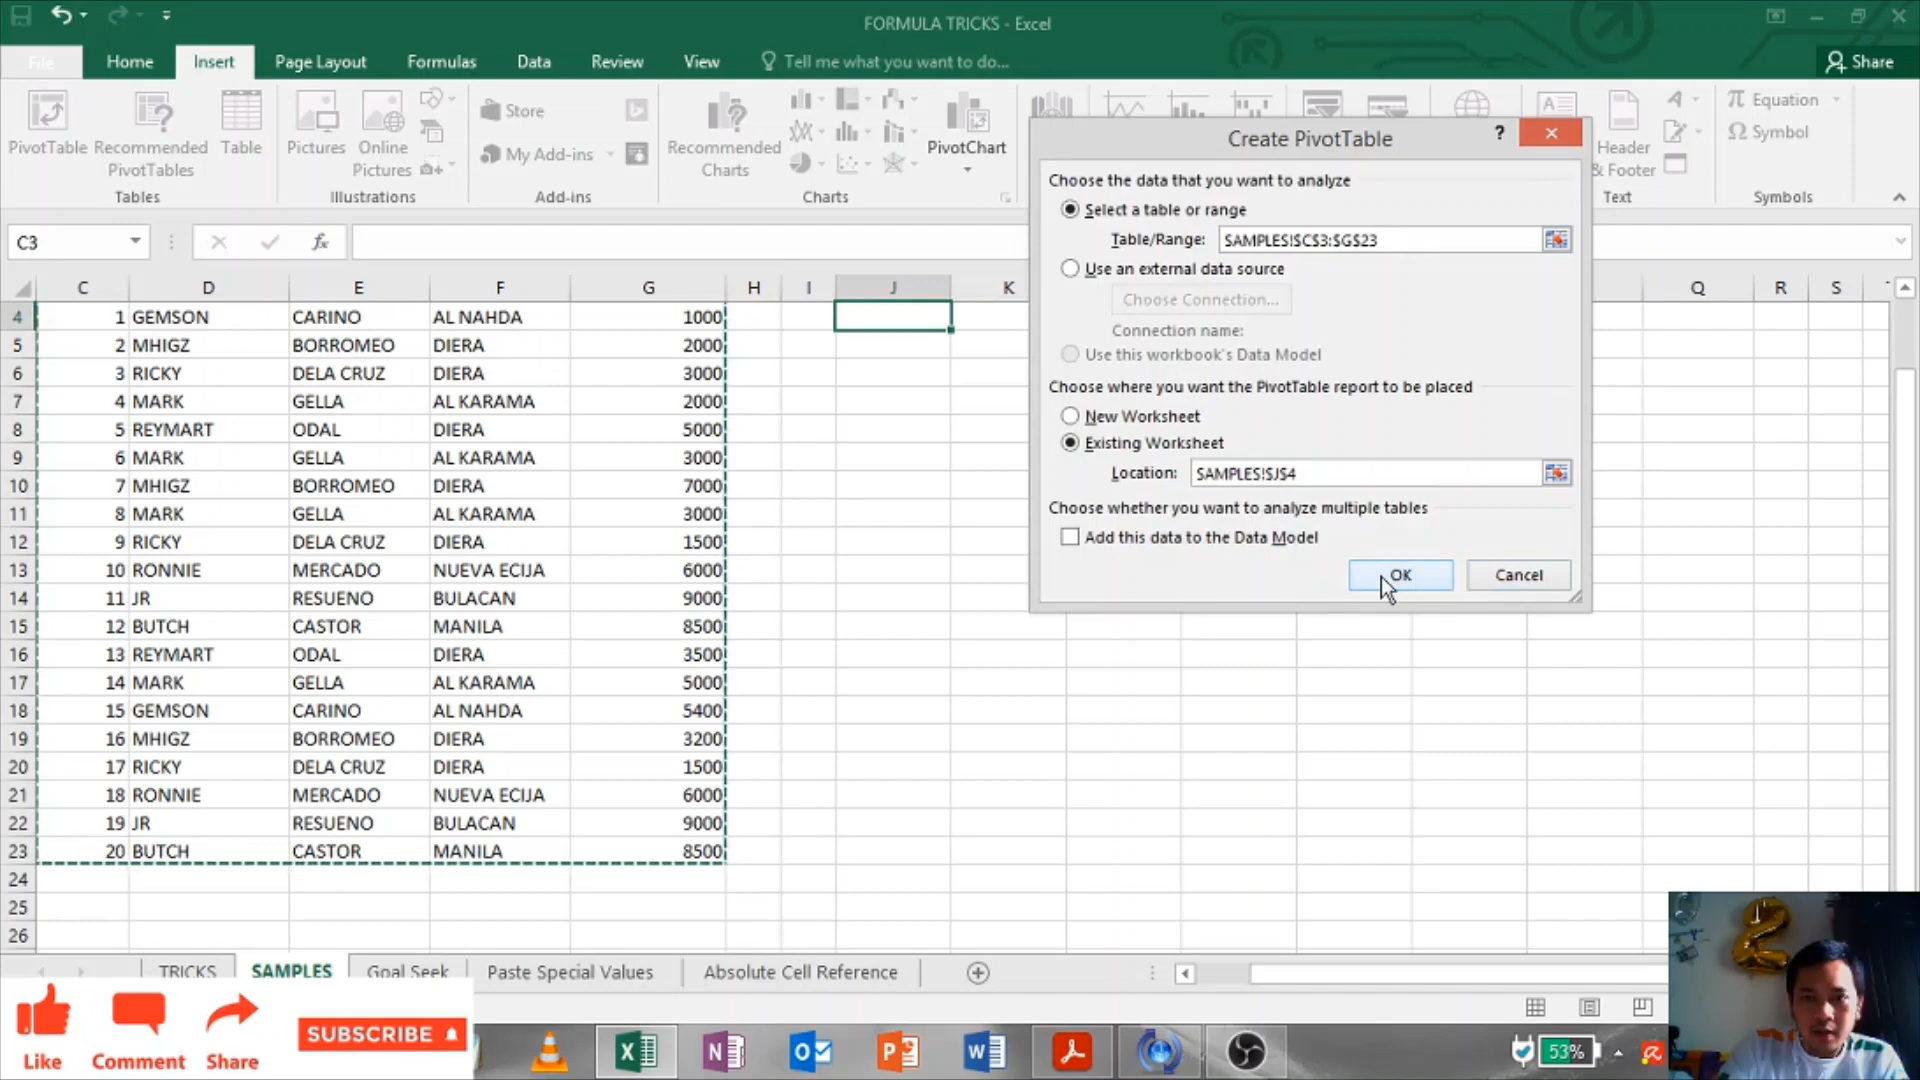 FORMULA TRICKS - Excel
File Home Insert Page Layout Formulas Data Review View Tell me what you want to do... Share
PivotTable Recommended PivotTables Table Pictures Online Pictures Store My Add-ins Recommended Charts PivotChart Header & Footer Equation Symbol
Tables Illustrations Add-ins Charts Text Symbols
C3 fx
Create PivotTable ?
Choose the data that you want to analyze
Select a table or range
Table/Range: SAMPLES!$C$3:$G$23
Use an external data source
Choose Connection...
Connection name:
Use this workbook's Data Model
Choose where you want the PivotTable report to be placed
New Worksheet
Existing Worksheet
Location: SAMPLES!$J$4
Choose whether you want to analyze multiple tables
Add this data to the Data Model
OK Cancel
C D E F G H I J K Q R S
4 1 GEMSON CARINO AL NAHDA 1000
5 2 MHIGZ BORROMEO DIERA 2000
6 3 RICKY DELA CRUZ DIERA 3000
7 4 MARK GELLA AL KARAMA 2000
8 5 REYMART ODAL DIERA 5000
9 6 MARK GELLA AL KARAMA 3000
10 7 MHIGZ BORROMEO DIERA 7000
11 8 MARK GELLA AL KARAMA 3000
12 9 RICKY DELA CRUZ DIERA 1500
13 10 RONNIE MERCADO NUEVA ECIJA 6000
14 11 JR RESUENO BULACAN 9000
15 12 BUTCH CASTOR MANILA 8500
16 13 REYMART ODAL DIERA 3500
17 14 MARK GELLA AL KARAMA 5000
18 15 GEMSON CARINO AL NAHDA 5400
19 16 MHIGZ BORROMEO DIERA 3200
20 17 RICKY DELA CRUZ DIERA 1500
21 18 RONNIE MERCADO NUEVA ECIJA 6000
22 19 JR RESUENO BULACAN 9000
23 20 BUTCH CASTOR MANILA 8500
24
25
26
TRICKS SAMPLES Goal Seek Paste Special Values Absolute Cell Reference
Like Comment Share SUBSCRIBE
53%